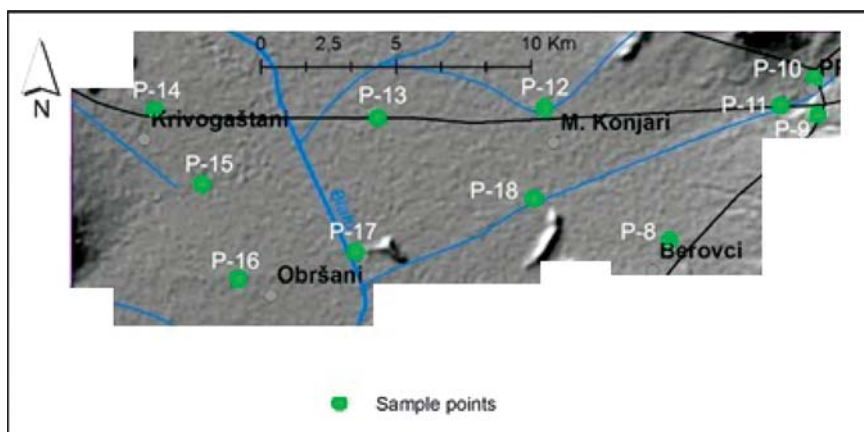 0 2,5 5 10 Km
N
P-10
PP
P-14
P-13
P-12
P-11
P-9
Krivogaštani
M. Konjari
P-15
P-18
P-17
P-8
Berovci
P-16
Obršani
Sample points